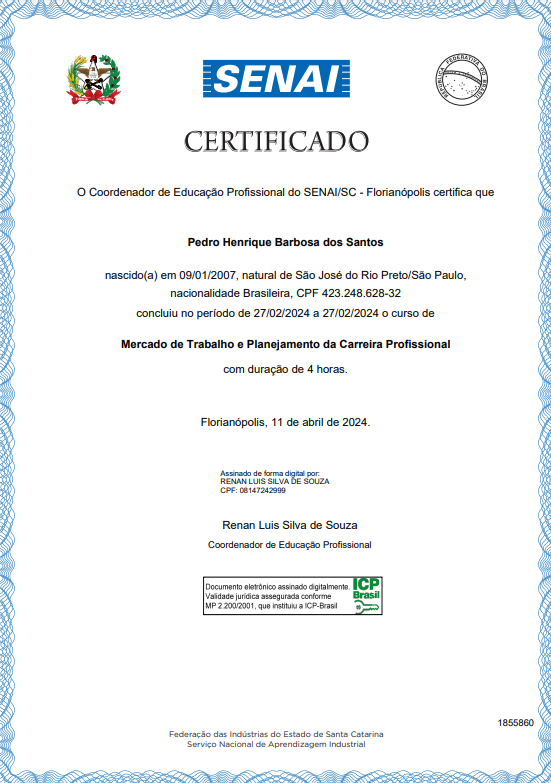 SENAI
REPÚBLICA FEDERATIVA DO BRASIL
CERTIFICADO
O Coordenador de Educação Profissional do SENAI/SC - Florianópolis certifica que
Pedro Henrique Barbosa dos Santos
nascido(a) em 09/01/2007, natural de São José do Rio Preto/São Paulo,
nacionalidade Brasileira, CPF 423.248.628-32
concluiu no período de 27/02/2024 a 27/02/2024 o curso de
Mercado de Trabalho e Planejamento da Carreira Profissional
com duração de 4 horas.
Florianópolis, 11 de abril de 2024.
Assinado de forma digital por:
RENAN LUIS SILVA DE SOUZA
CPF: 08147242999
Renan Luis Silva de Souza
Coordenador de Educação Profissional
Documento eletrônico assinado digitalmente.
Validade jurídica assegurada conforme
MP 2.200/2001, que instituiu a ICP-Brasil
ICP
Brasil
1855860
Federação das Indústrias do Estado de Santa Catarina
Serviço Nacional de Aprendizagem Industrial